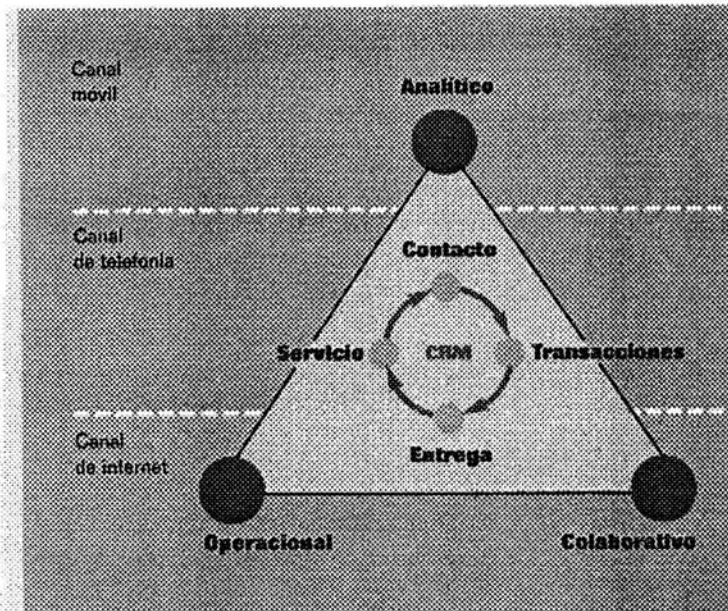 Canal
movil
Analítico
Canal
de telefonía
Contacto
Servicio
CRM
Transacciones
Canal
de internet
Entrega
Operacional
Colaborativo